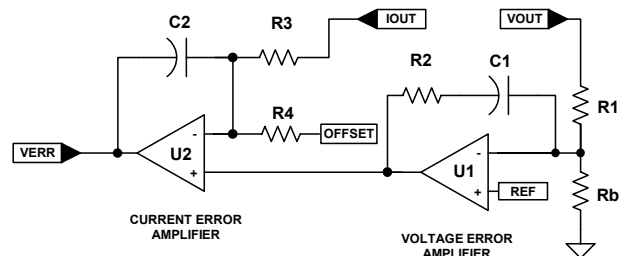 C2
R3
IOUT
VOUT
R2
C1
R1
R4
OFFSET
-
-
VERR
U2
U1
Rb
+
+
REF
CURRENT ERROR
AMPLIFIER
VOLTAGE ERROR
AMPLIFIER